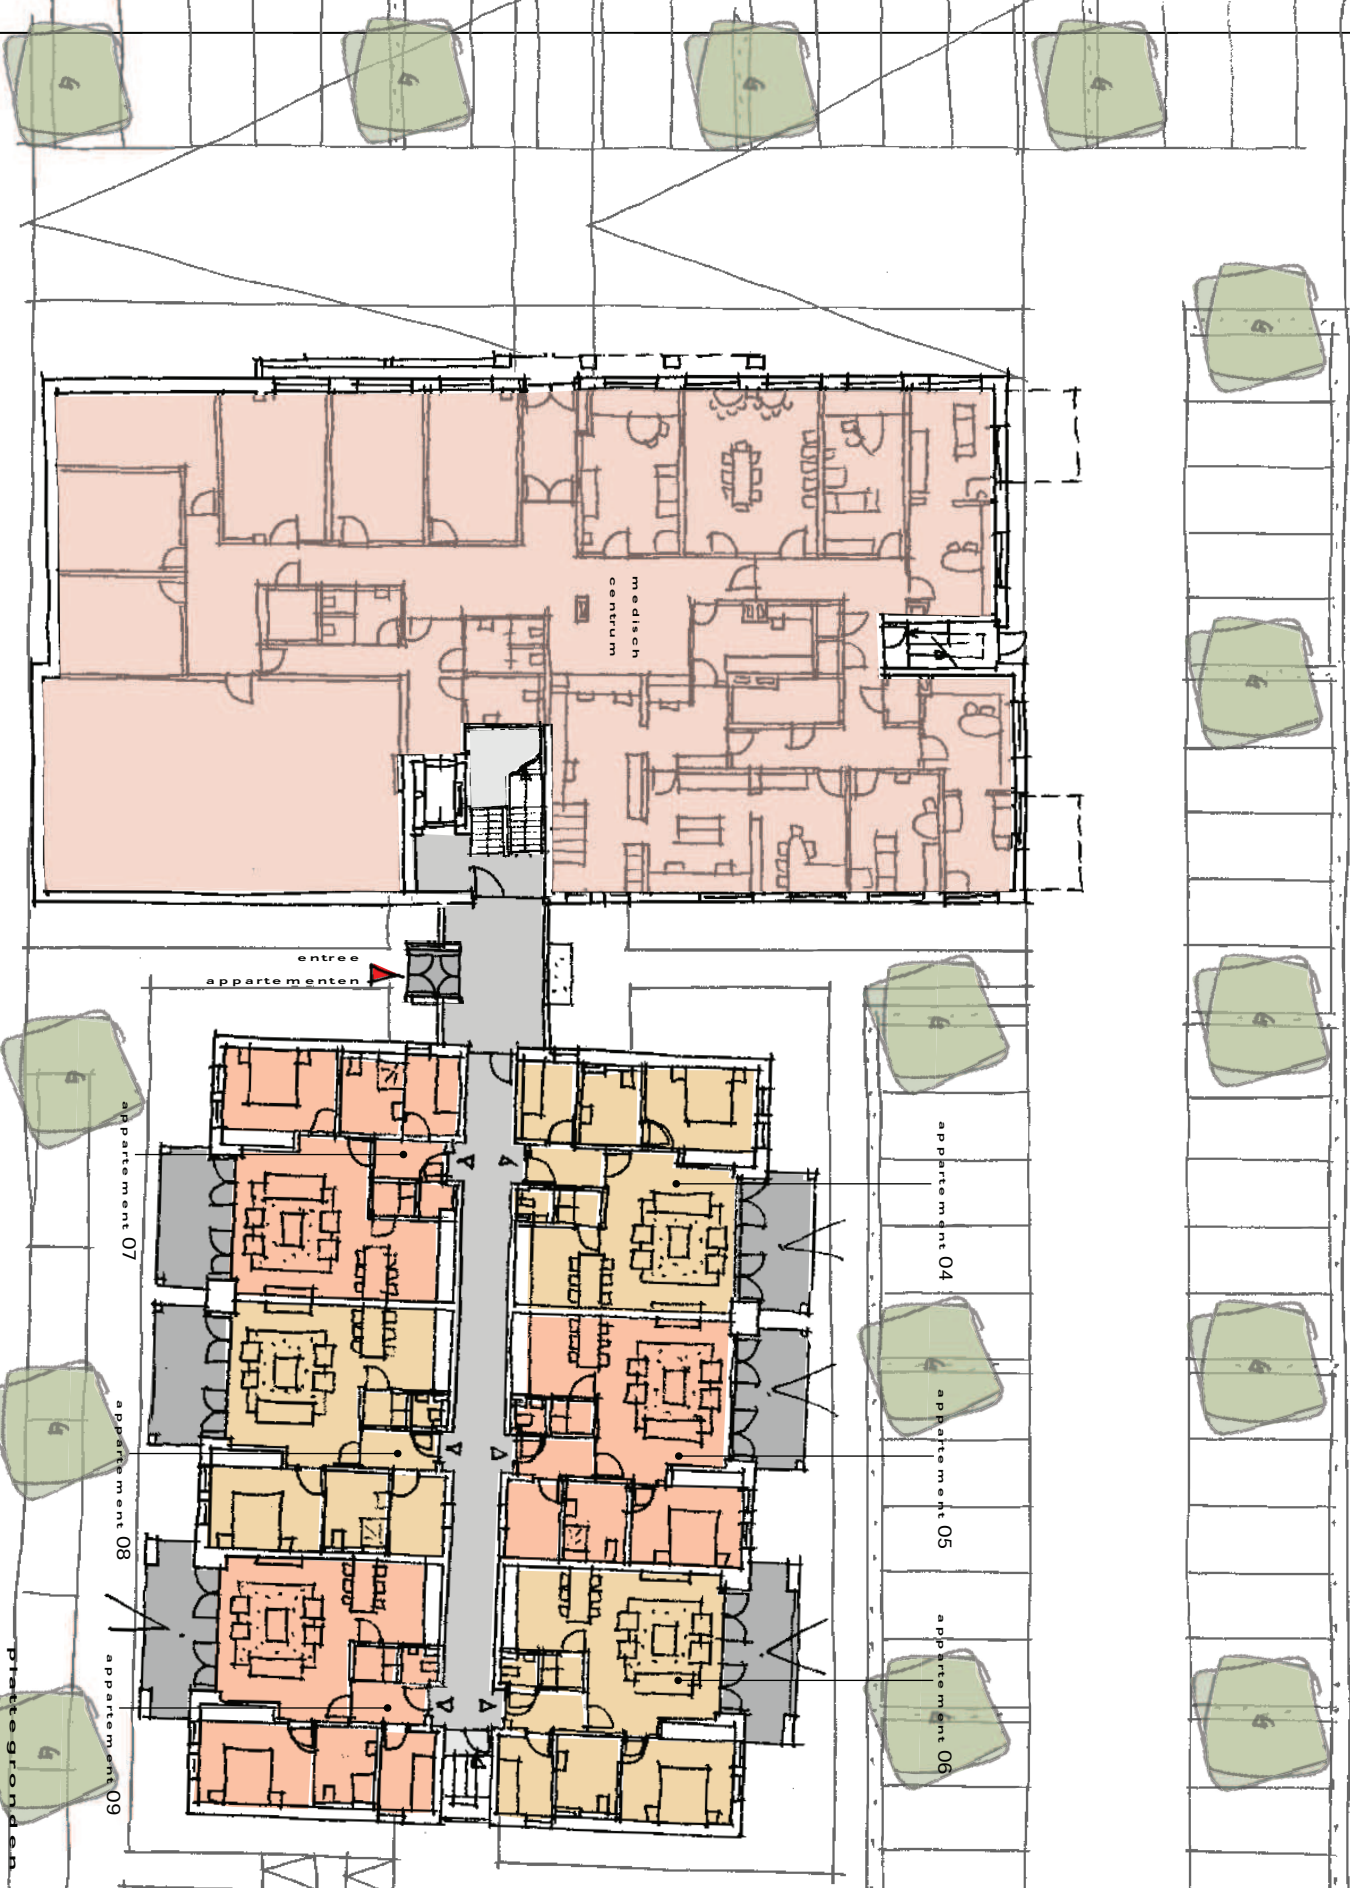 medisch
centrum
entree
appartementen
appartement 07
appartement 04
appartement 08
appartement 05
appartement 09
appartement 06
plattegronden